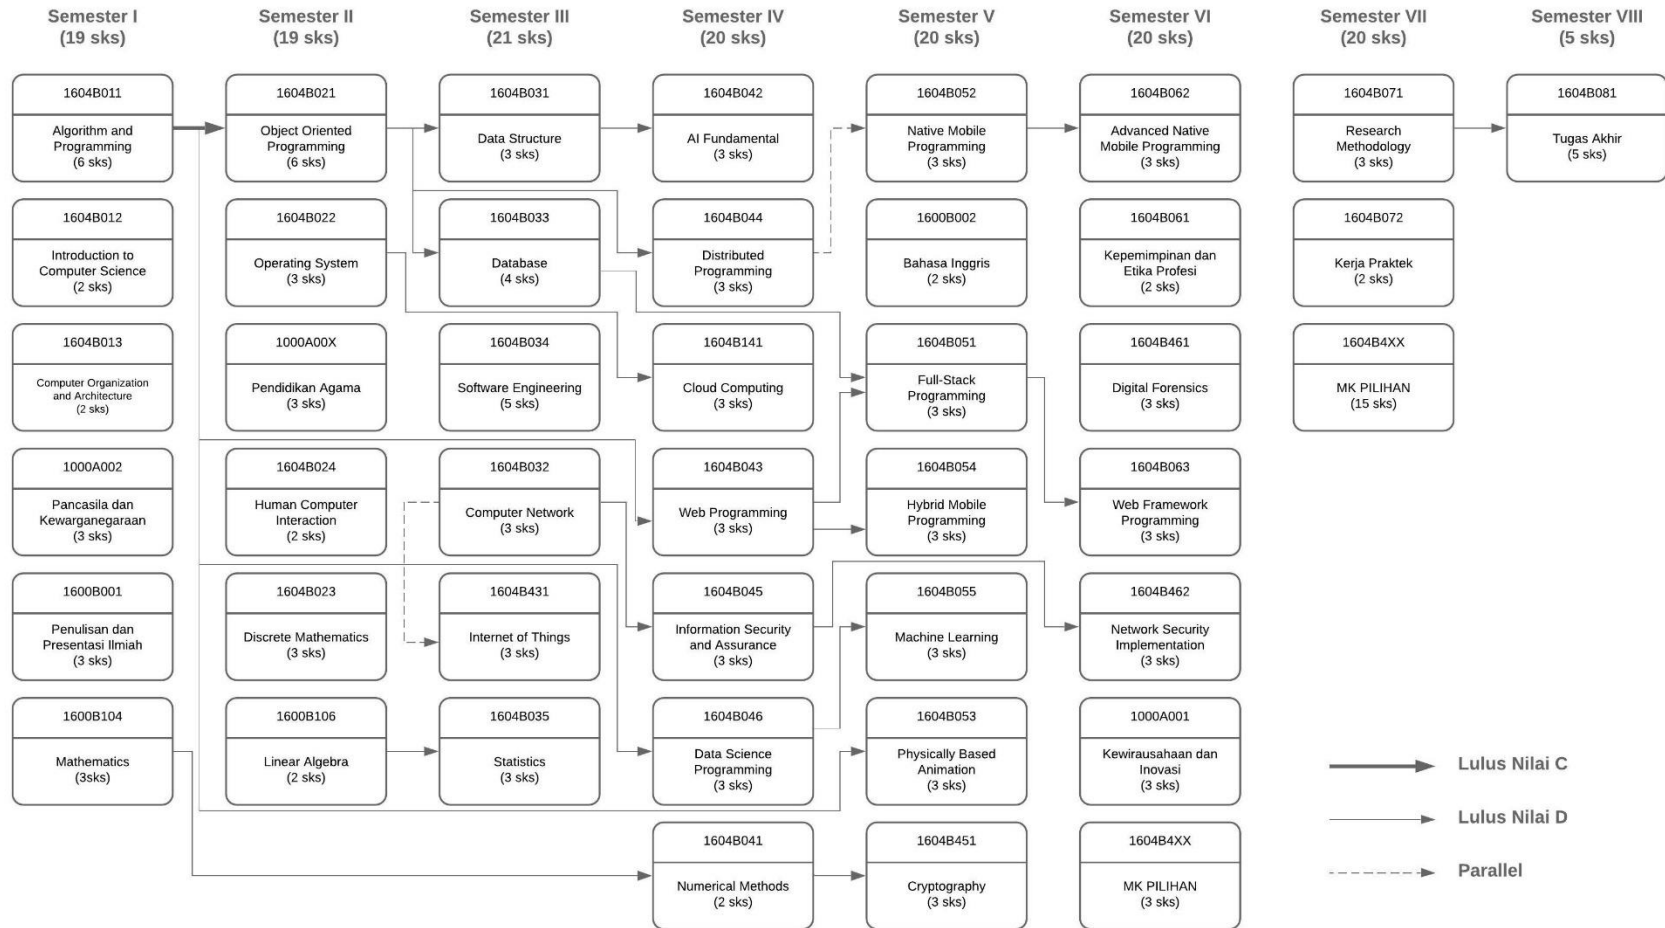 Semester I
(19 sks)
Semester II
(19 sks)
Semester III
(21 sks)
Semester IV
(20 sks)
Semester V
(20 sks)
Semester VI
(20 sks)
Semester VII
(20 sks)
Semester VIII
(5 sks)
1604B011
Algorithm and
Programming
(6 sks)
1604B012
Introduction to
Computer Science
(2 sks)
1604B013
Computer Organization
and Architecture
(2 sks)
1000A002
Pancasila dan
Kewarganegaraan
(3 sks)
1600B001
Penulisan dan
Presentasi Ilmiah
(3 sks)
1600B104
Mathematics
(3sks)
1604B021
Object Oriented
Programming
(6 sks)
1604B022
Operating System
(3 sks)
1000A00X
Pendidikan Agama
(3 sks)
1604B024
Human Computer
Interaction
(2 sks)
1604B023
Discrete Mathematics
(3 sks)
1600B106
Linear Algebra
(2 sks)
1604B031
Data Structure
(3 sks)
1604B033
Database
(4 sks)
1604B034
Software Engineering
(5 sks)
1604B032
Computer Network
(3 sks)
1604B431
Internet of Things
(3 sks)
1604B035
Statistics
(3 sks)
1604B042
AI Fundamental
(3 sks)
1604B044
Distributed
Programming
(3 sks)
1604B141
Cloud Computing
(3 sks)
1604B043
Web Programming
(3 sks)
1604B045
Information Security
and Assurance
(3 sks)
1604B046
Data Science
Programming
(3 sks)
1604B041
Numerical Methods
(2 sks)
1604B052
Native Mobile
Programming
(3 sks)
1600B002
Bahasa Inggris
(2 sks)
1604B051
Full-Stack
Programming
(3 sks)
1604B054
Hybrid Mobile
Programming
(3 sks)
1604B055
Machine Learning
(3 sks)
1604B053
Physically Based
Animation
(3 sks)
1604B451
Cryptography
(3 sks)
1604B062
Advanced Native
Mobile Programming
(3 sks)
1604B061
Kepemimpinan dan
Etika Profesi
(2 sks)
1604B461
Digital Forensics
(3 sks)
1604B063
Web Framework
Programming
(3 sks)
1604B462
Network Security
Implementation
(3 sks)
1000A001
Kewirausahaan dan
Inovasi
(3 sks)
1604B4XX
MK PILIHAN
(3 sks)
1604B071
Research
Methodology
(3 sks)
1604B072
Kerja Praktek
(2 sks)
1604B4XX
MK PILIHAN
(15 sks)
1604B081
Tugas Akhir
(5 sks)
Lulus Nilai C
Lulus Nilai D
Parallel